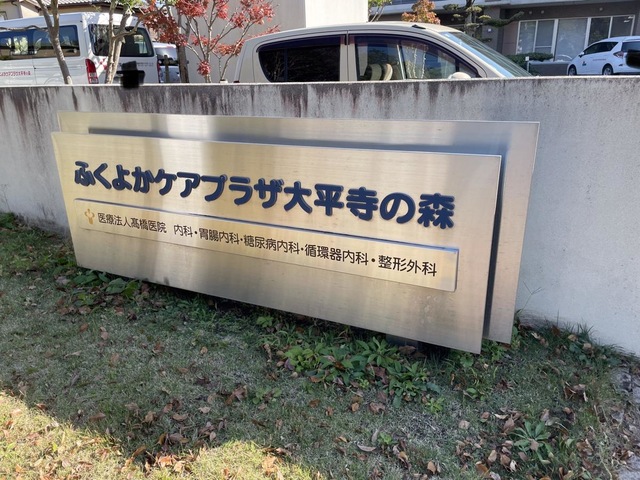 ふくよかケアプラザ大平寺の森
医療法人髙橋医院 内科・胃腸内科・糖尿病内科・循環器内科・整形外科